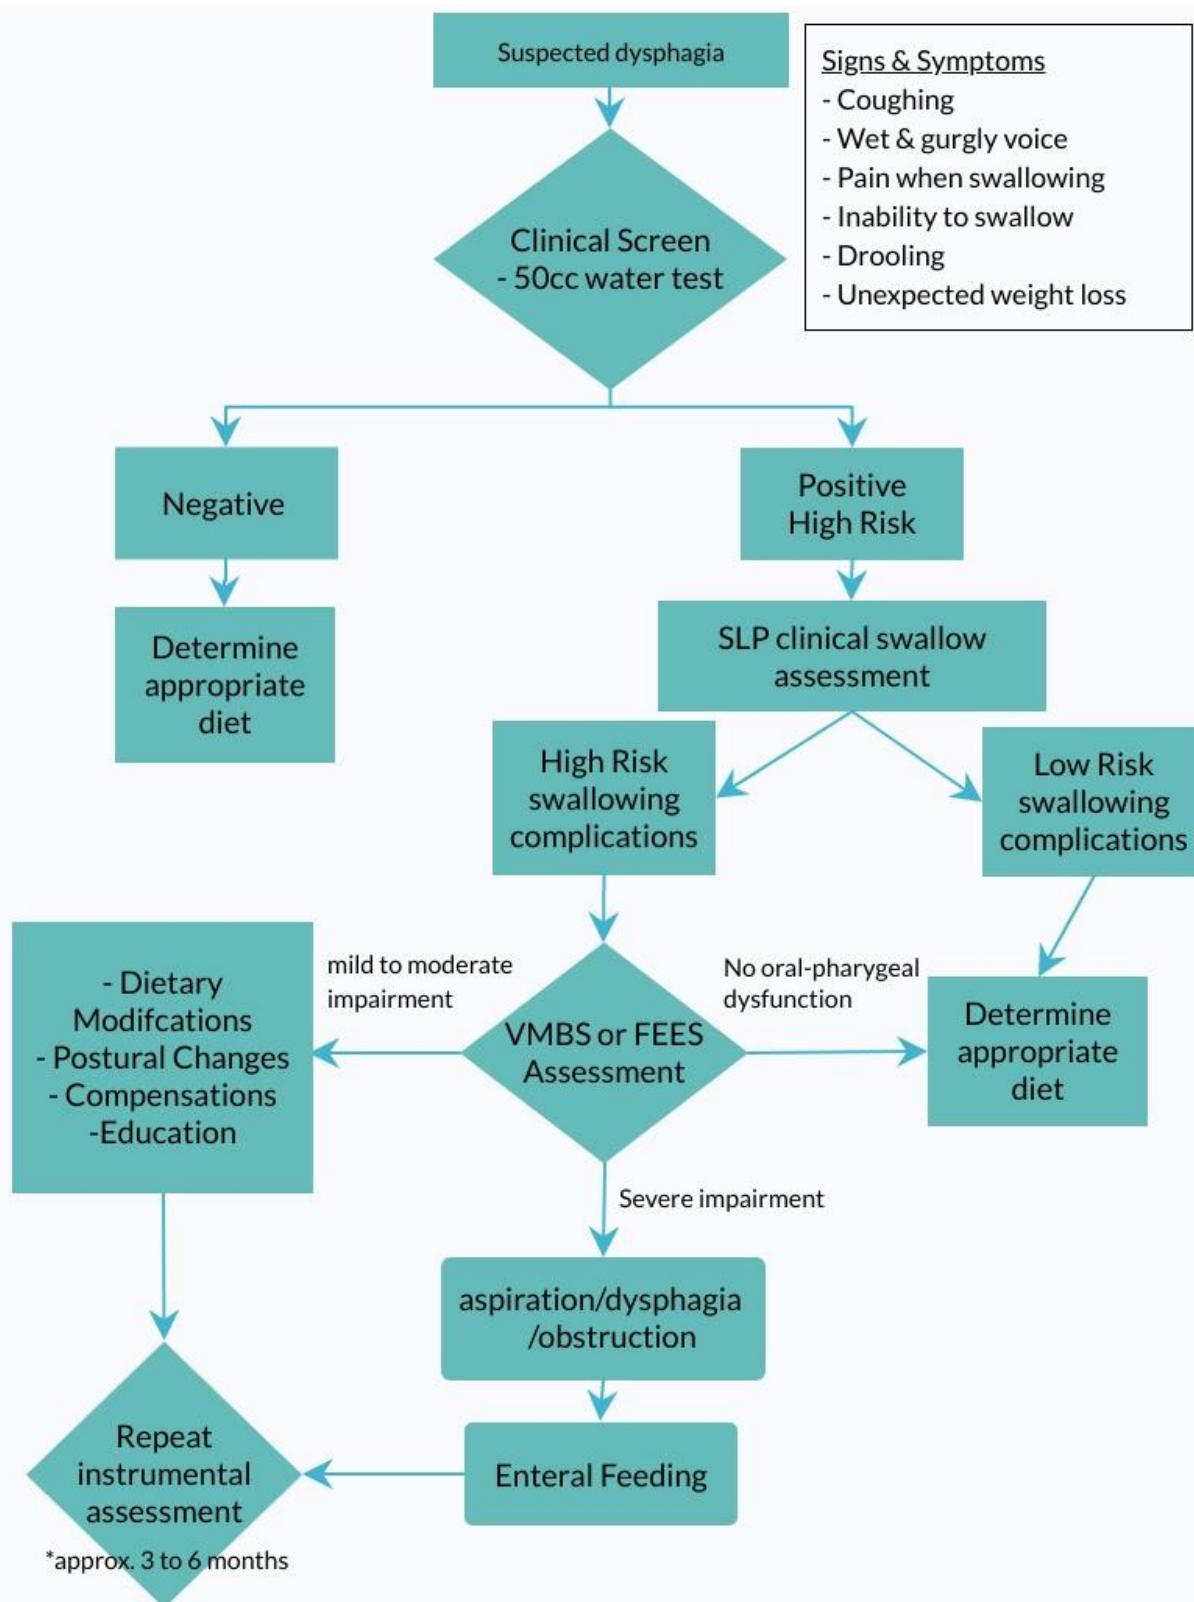 Suspected dysphagia
Signs & Symptoms
- Coughing
- Wet & gurgly voice
- Pain when swallowing
- Inability to swallow
- Drooling
- Unexpected weight loss
Clinical Screen
- 50cc water test
Negative
Positive
High Risk
Determine
appropriate
diet
SLP clinical swallow
assessment
High Risk
swallowing
complications
Low Risk
swallowing
complications
- Dietary
Modifcations
- Postural Changes
- Compensations
-Education
mild to moderate
impairment
VMBS or FEES
Assessment
No oral-pharygeal
dysfunction
Determine
appropriate
diet
Severe impairment
aspiration/dysphagia
/obstruction
Enteral Feeding
Repeat
instrumental
assessment
*approx. 3 to 6 months